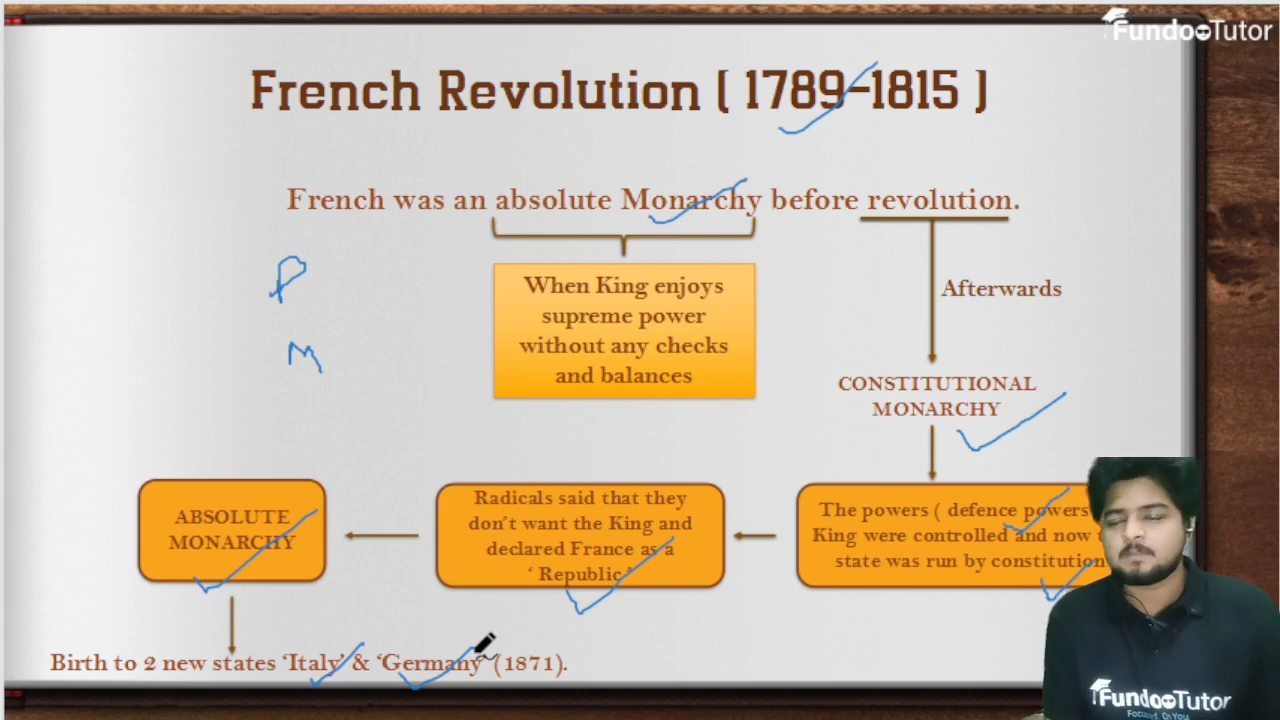 FundooTutor
French Revolution ( 1789-1815 )
French was an absolute Monarchy before revolution.
When King enjoys
supreme power
without any checks
and balances
Afterwards
CONSTITUTIONAL
MONARCHY
The powers ( defence powers
King were controlled and now
state was run by constitution
Radicals said that they
don't want the King and
declared France as a
' Republic '
ABSOLUTE
MONARCHY
Birth to 2 new states 'Italy' & 'Germany' (1871).
P
M
FundooTutor
Focused. On You